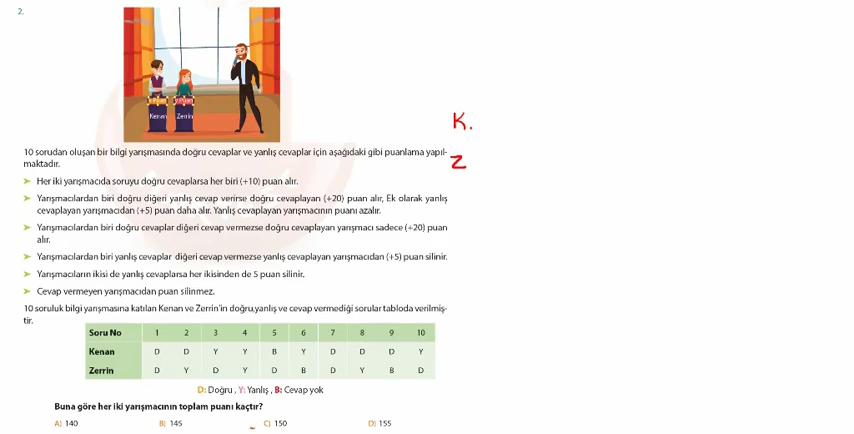 2.
Kenan Zerrin
K.
10 sorudan oluşan bir bilgi yarışmasında doğru cevaplar ve yanlış cevaplar için aşağıdaki gibi puanlama yapıl-
maktadır.
Z
➤ Her iki yarışmacıda soruyu doğru cevaplarsa her biri (+10) puan alır.
➤ Yarışmacılardan biri doğru diğeri yanlış cevap verirse doğru cevaplayan (+20) puan alır, Ek olarak yanlış
cevaplayan yarışmacıdan (+5) puan daha alır. Yanlış cevaplayan yarışmacının puanı azalır.
➤ Yarışmacılardan biri doğru cevaplar diğeri cevap vermezse doğru cevaplayan yarışmacı sadece (+20) puan
alır.
➤ Yarışmacılardan biri yanlış cevaplar diğeri cevap vermezse yanlış cevaplayan yarışmacıdan (+5) puan silinir.
➤ Yarışmacıların ikisi de yanlış cevaplarsa her ikisinden de 5 puan silinir.
➤ Cevap vermeyen yarışmacıdan puan silinmez.
10 soruluk bilgi yarışmasına katılan Kenan ve Zerrin'in doğru,yanlış ve cevap vermediği sorular tabloda verilmiş-
tir.
Soru No 1 2 3 4 5 6 7 8 9 10
Kenan D D Y Y B Y D D D Y
Zerrin D Y D Y D B D Y B D
D: Doğru , Y: Yanlış , B: Cevap yok
Buna göre her iki yarışmacının toplam puanı kaçtır?
A) 140 B) 145 C) 150 D) 155